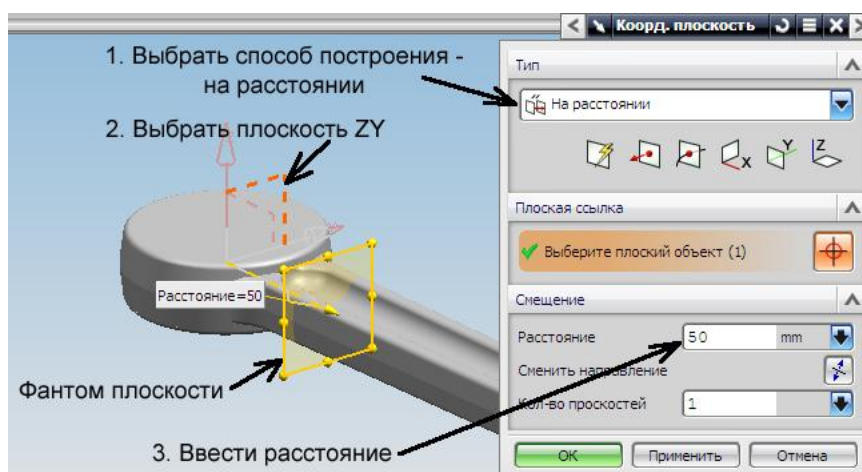 Коорд. плоскость
1. Выбрать способ построения -
на расстоянии
Тип
На расстоянии
2. Выбрать плоскость ZY
X
Y
Z
Плоская ссылка
Выберите плоский объект (1)
Смещение
Расстояние=50
Расстояние
50
mm
Сменить направление
Фантом плоскости
Кол-во проскостей
1
3. Ввести расстояние
OK
Применить
Отмена